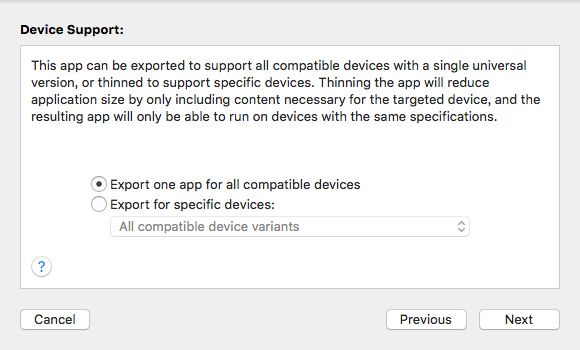 Device Support:
This app can be exported to support all compatible devices with a single universal
version, or thinned to support specific devices. Thinning the app will reduce
application size by only including content necessary for the targeted device, and the
resulting app will only be able to run on devices with the same specifications.
Export one app for all compatible devices
Export for specific devices:
All compatible device variants
?
Cancel Previous Next